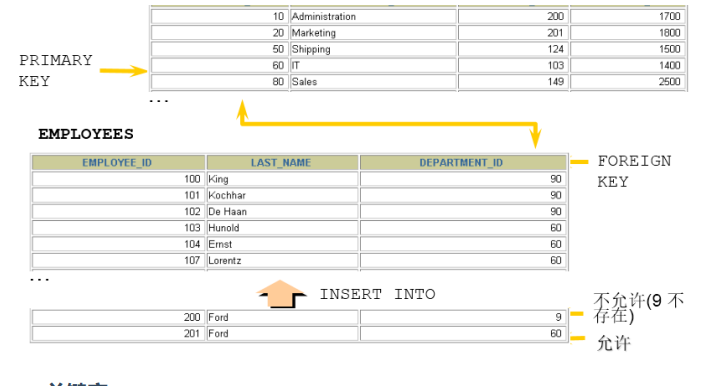 10 Administration 200 1700
20 Marketing 201 1800
50 Shipping 124 1500
60 IT 103 1400
80 Sales 149 2500
PRIMARY
KEY
...
EMPLOYEES
EMPLOYEE_ID LAST_NAME DEPARTMENT_ID
100 King 90
101 Kochhar 90
102 De Haan 90
103 Hunold 60
104 Ernst 60
107 Lorentz 60
FOREIGN
KEY
...
INSERT INTO
200 Ford 9
201 Ford 60
不允许(9 不
存在)
允许